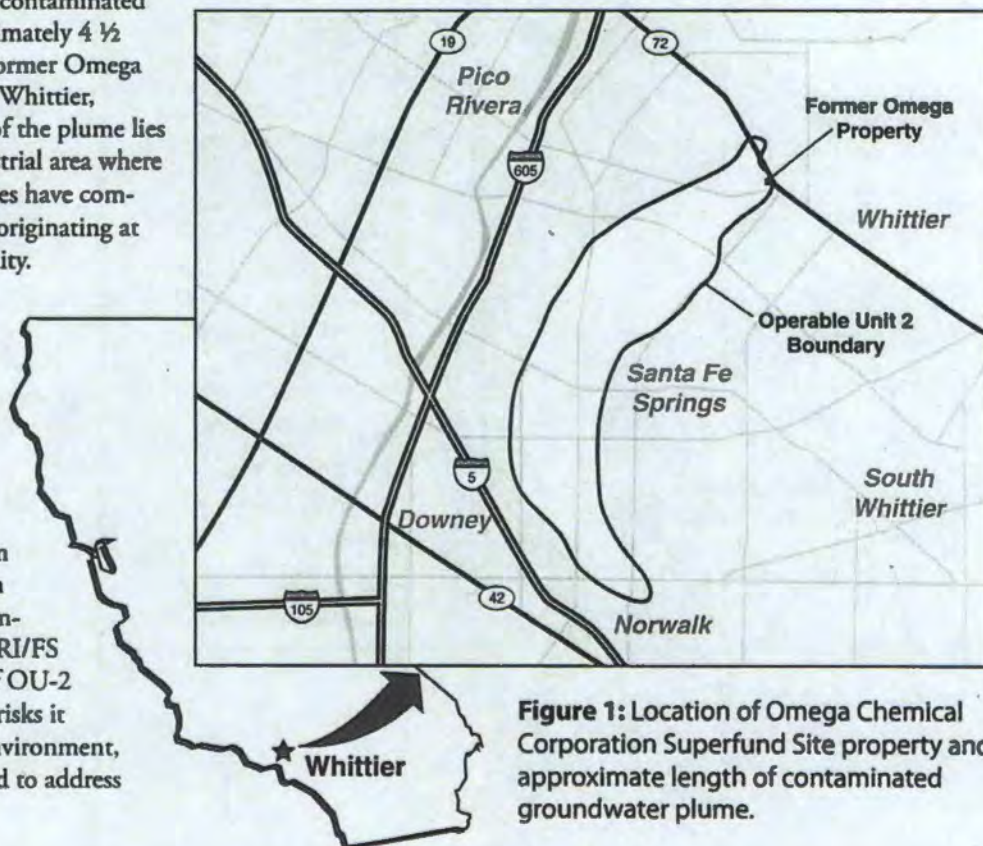 contaminated
imately 4 ½
ormer Omega
Whittier,
of the plume lies
strial area where
es have com-
originating at
ity.
n-
RI/FS
f OU-2
risks it
nvironment,
d to address
19
72
Pico
Rivera
Former Omega
Property
605
Whittier
Operable Unit 2
Boundary
Santa Fe
Springs
5
South
Whittier
Downey
105
42
Norwalk
Whittier
Figure 1: Location of Omega Chemical
Corporation Superfund Site property and
approximate length of contaminated
groundwater plume.